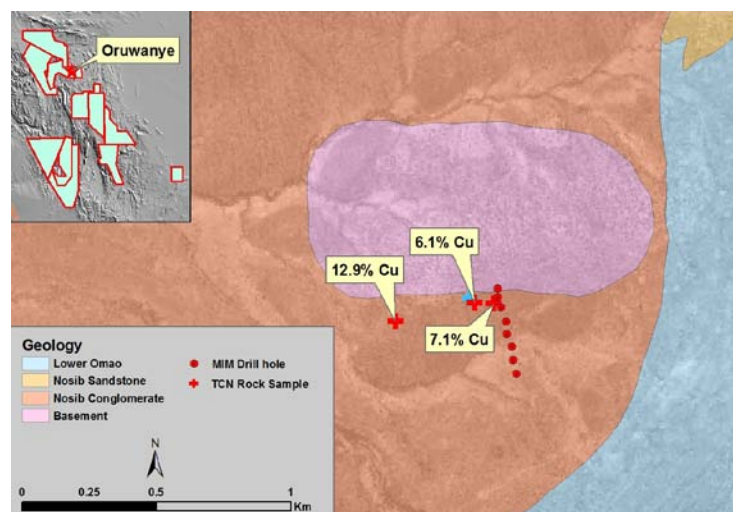 Oruwanye
6.1% Cu
12.9% Cu
7.1% Cu
Geology
Lower Omao
Nosib Sandstone
Nosib Conglomerate
Basement
MIM Drill hole
TCN Rock Sample
N
0 0.25 0.5 1
Km